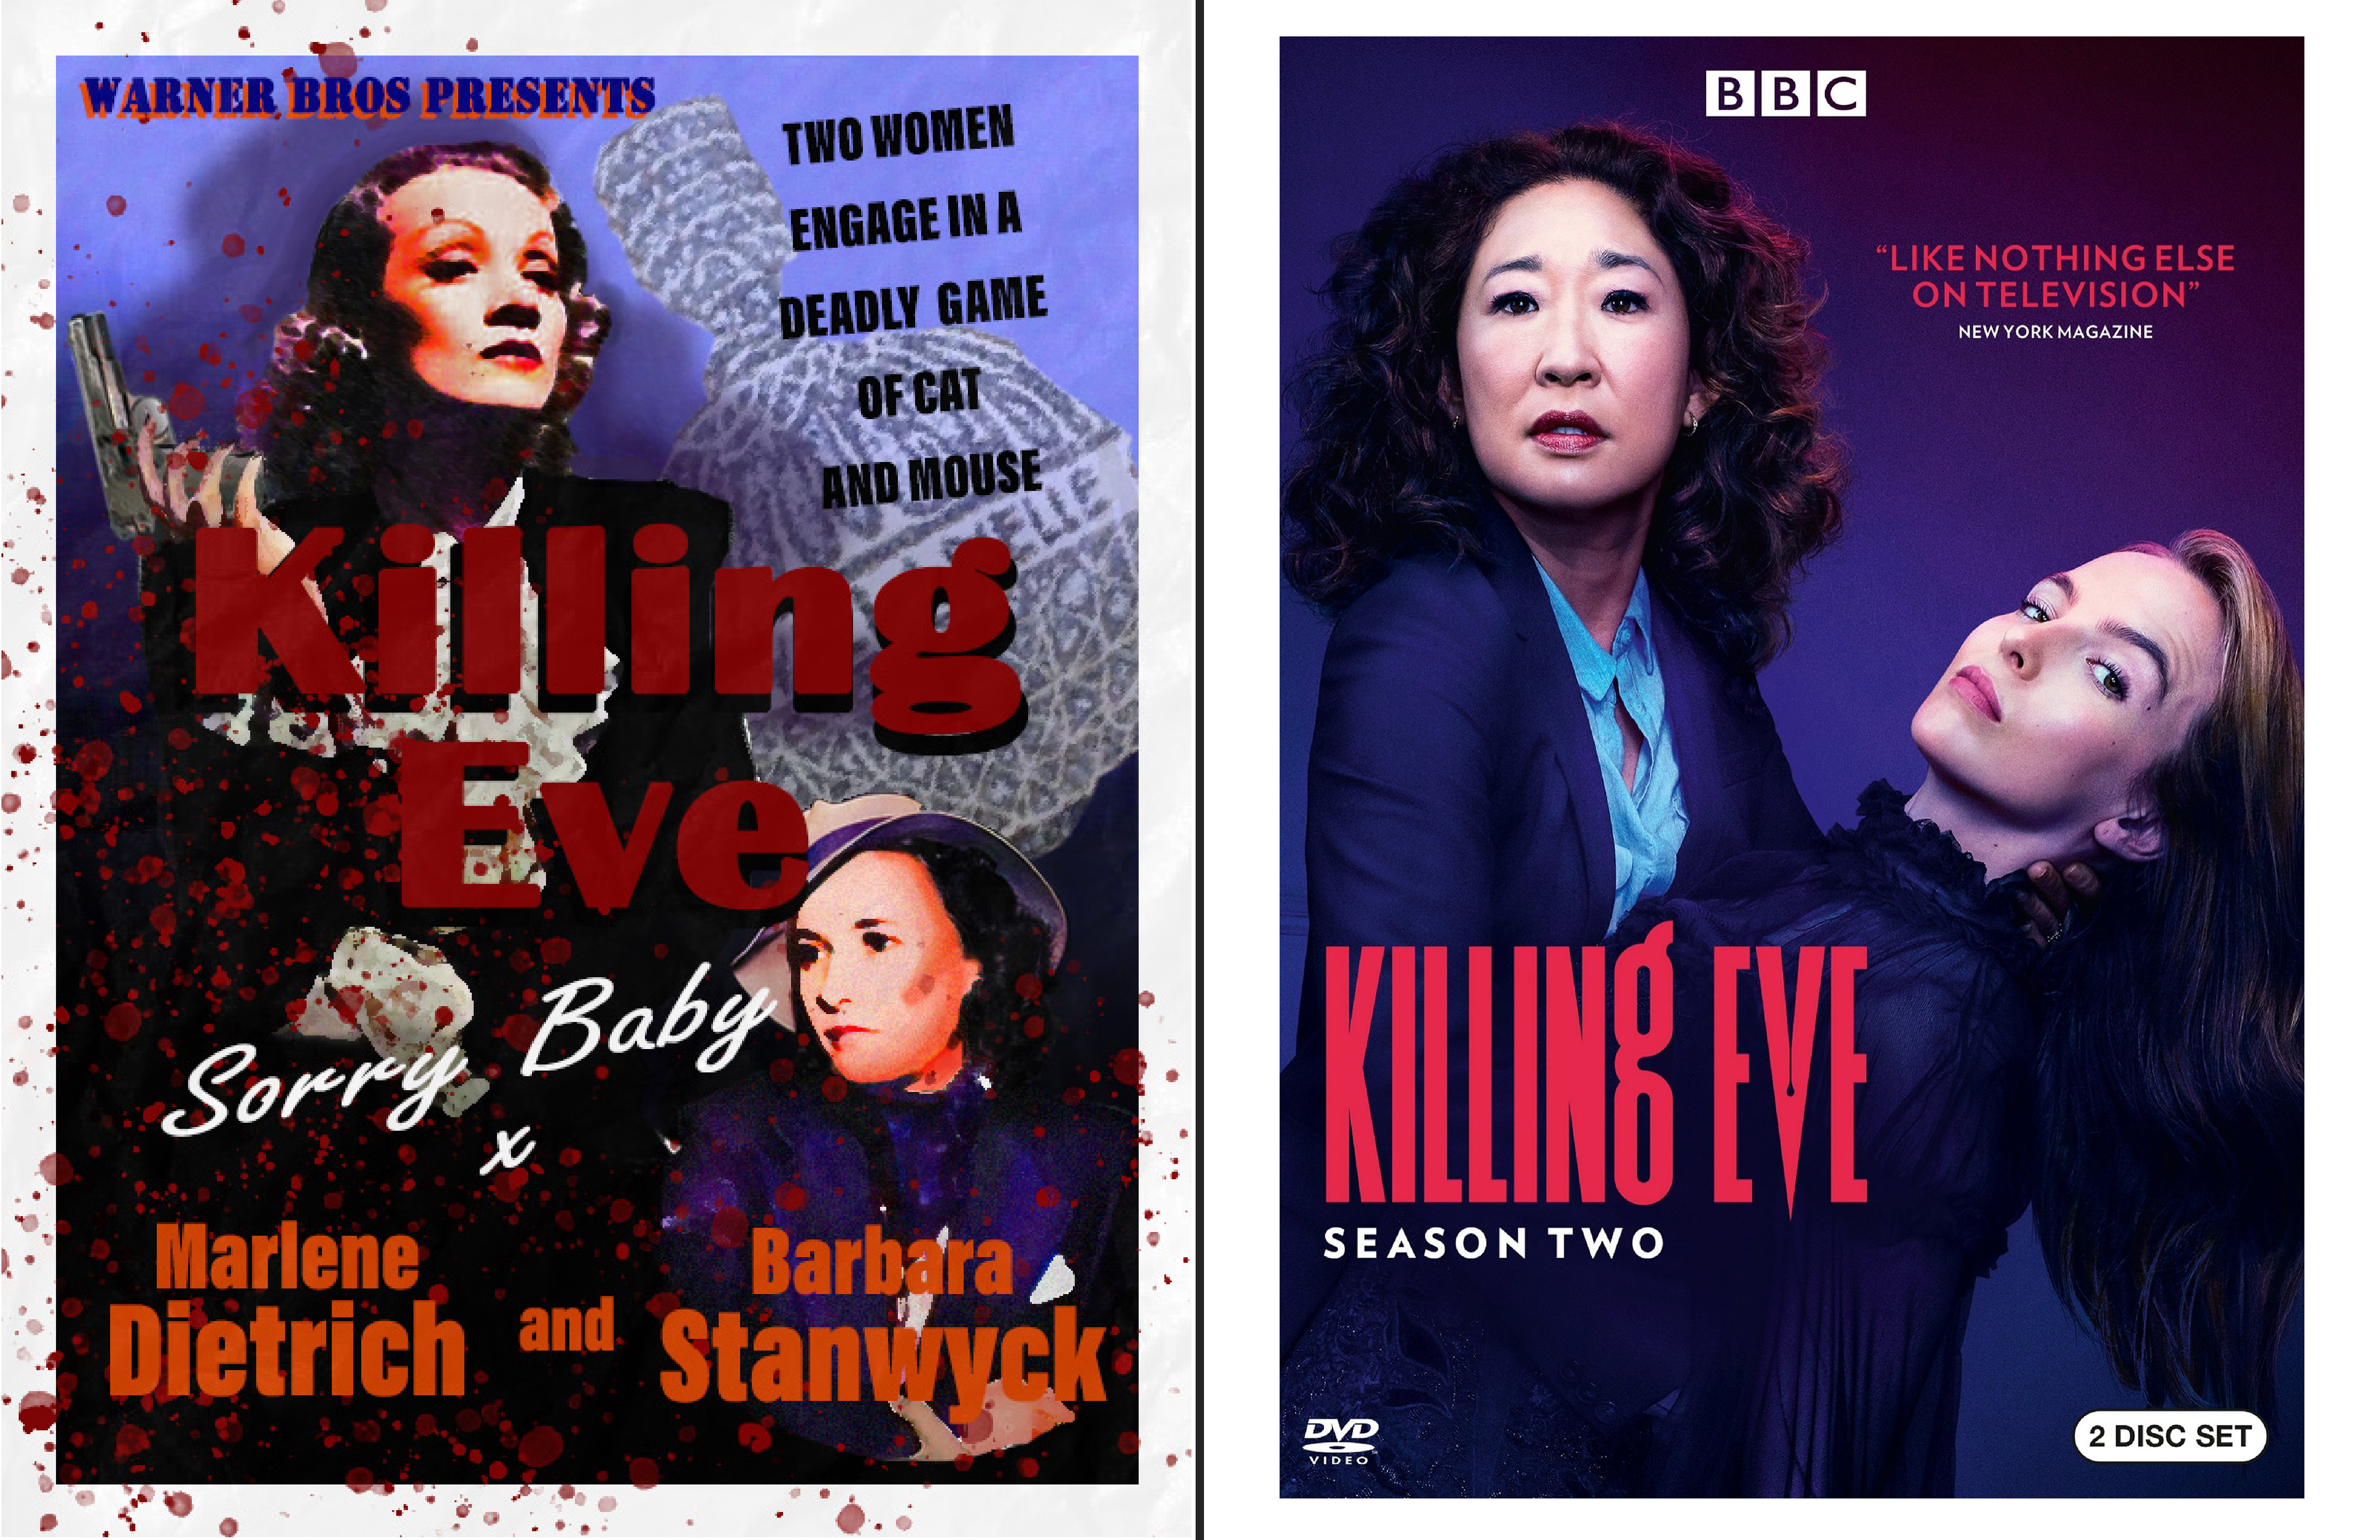 WARNER BROS PRESENTS
TWO WOMEN
ENGAGE IN A
DEADLY GAME
OF CAT
AND MOUSE
Killing
Eve
Sorry Baby
x
Marlene
Dietrich
and
Barbara
Stanwyck
BBC
“LIKE NOTHING ELSE
ON TELEVISION”
NEW YORK MAGAZINE
KILLING EVE
SEASON TWO
DVD
VIDEO
2 DISC SET